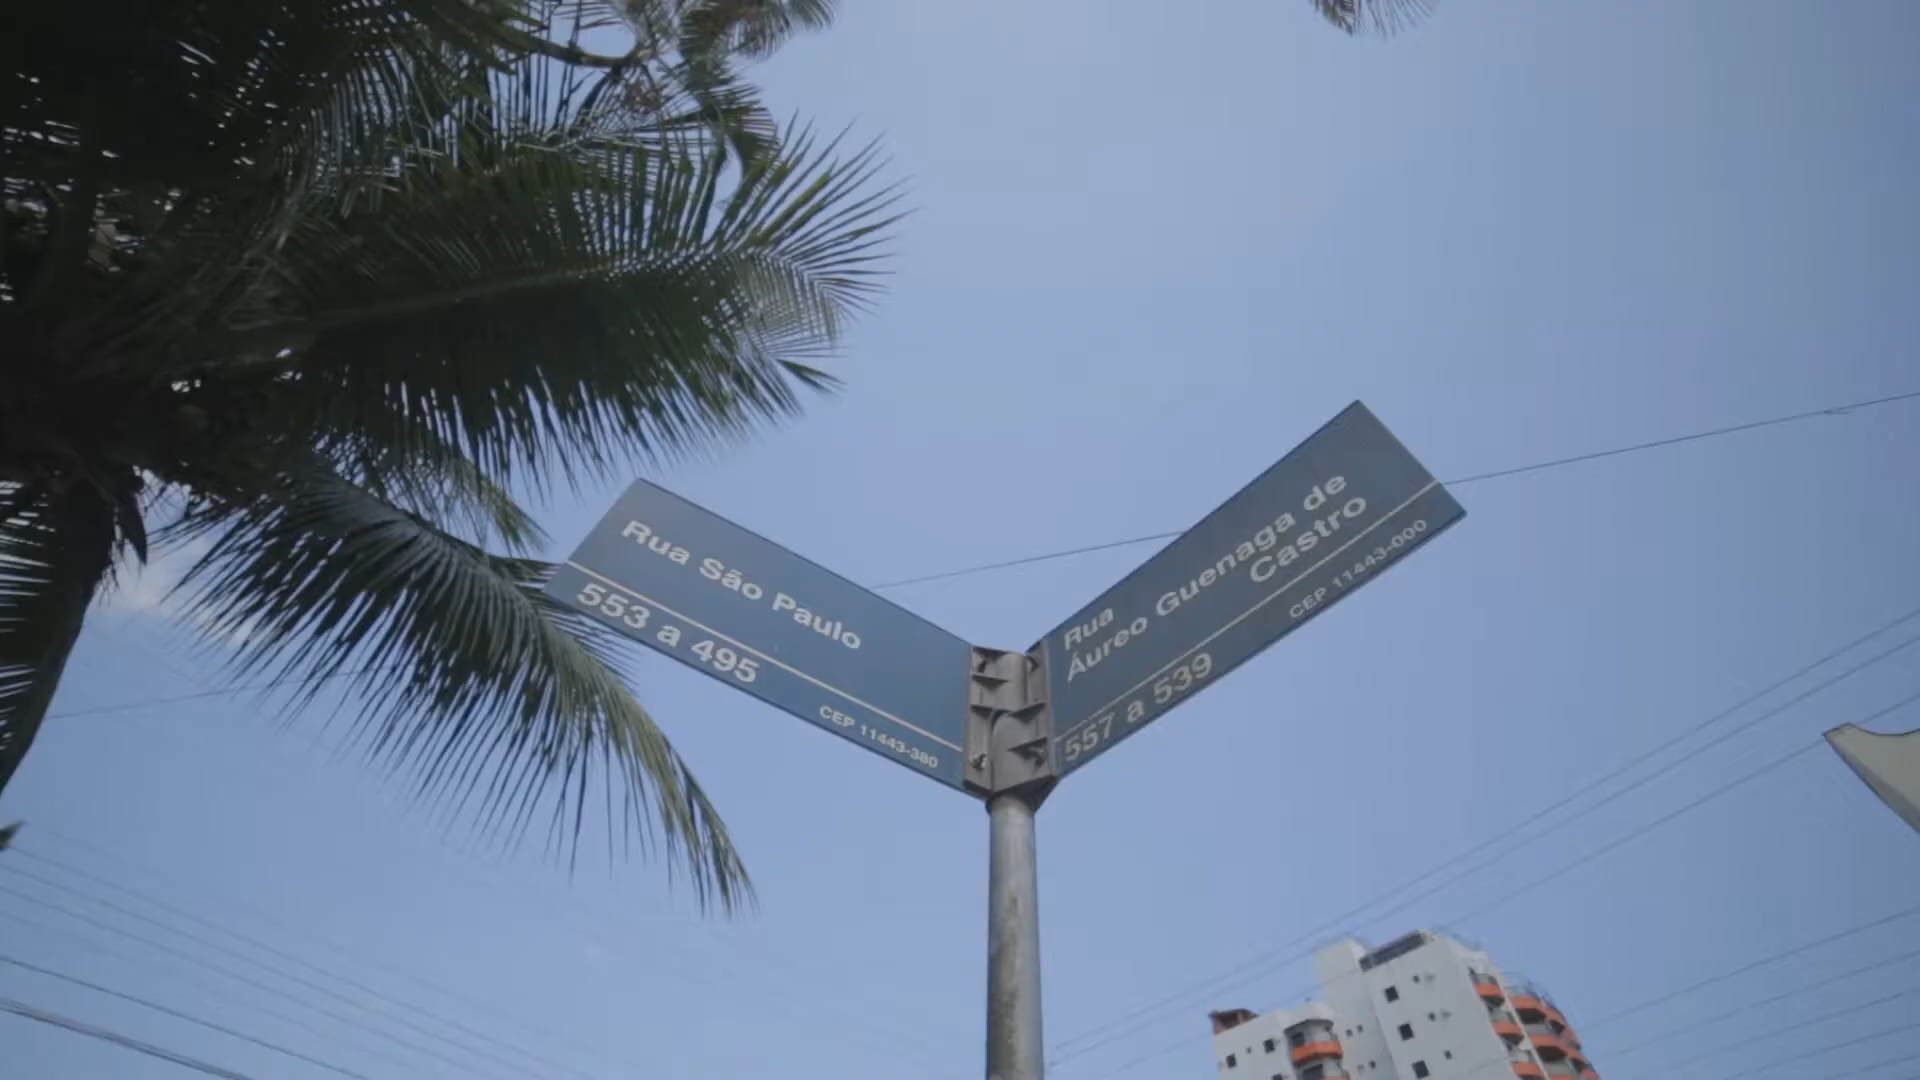 Rua São Paulo
553 a 495
CEP 11443-380
Rua
Áureo Guenaga de
Castro
CEP 11443-000
557 a 539